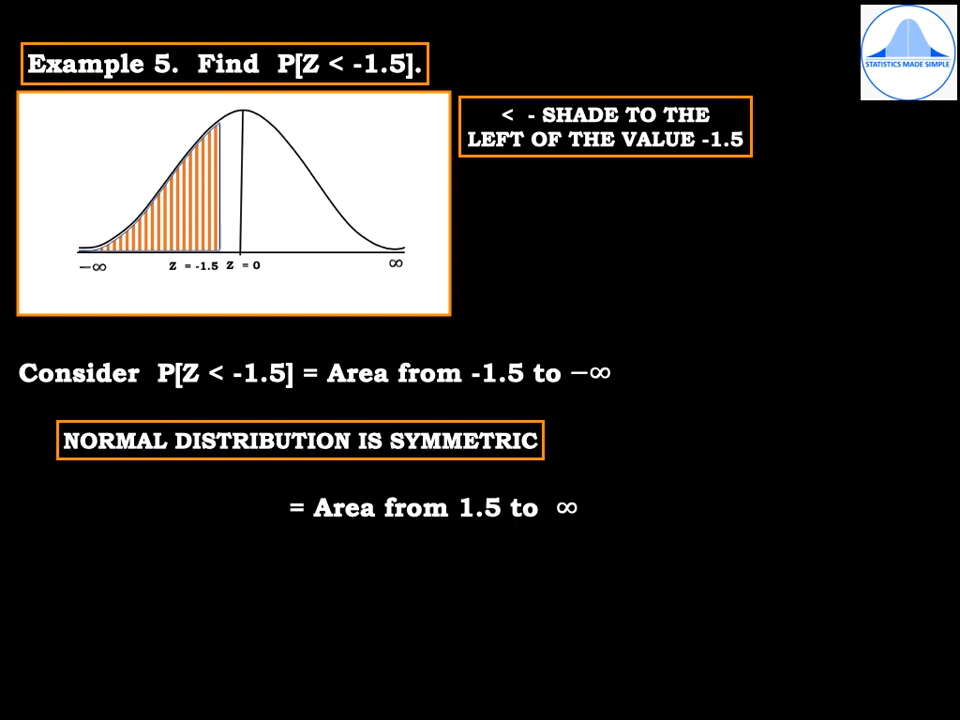 STATISTICS MADE SIMPLE
Example 5. Find P[Z < -1.5].
< - SHADE TO THE
LEFT OF THE VALUE -1.5
−∞ Z = -1.5 Z = 0 ∞
Consider P[Z < -1.5] = Area from -1.5 to −∞
NORMAL DISTRIBUTION IS SYMMETRIC
= Area from 1.5 to ∞